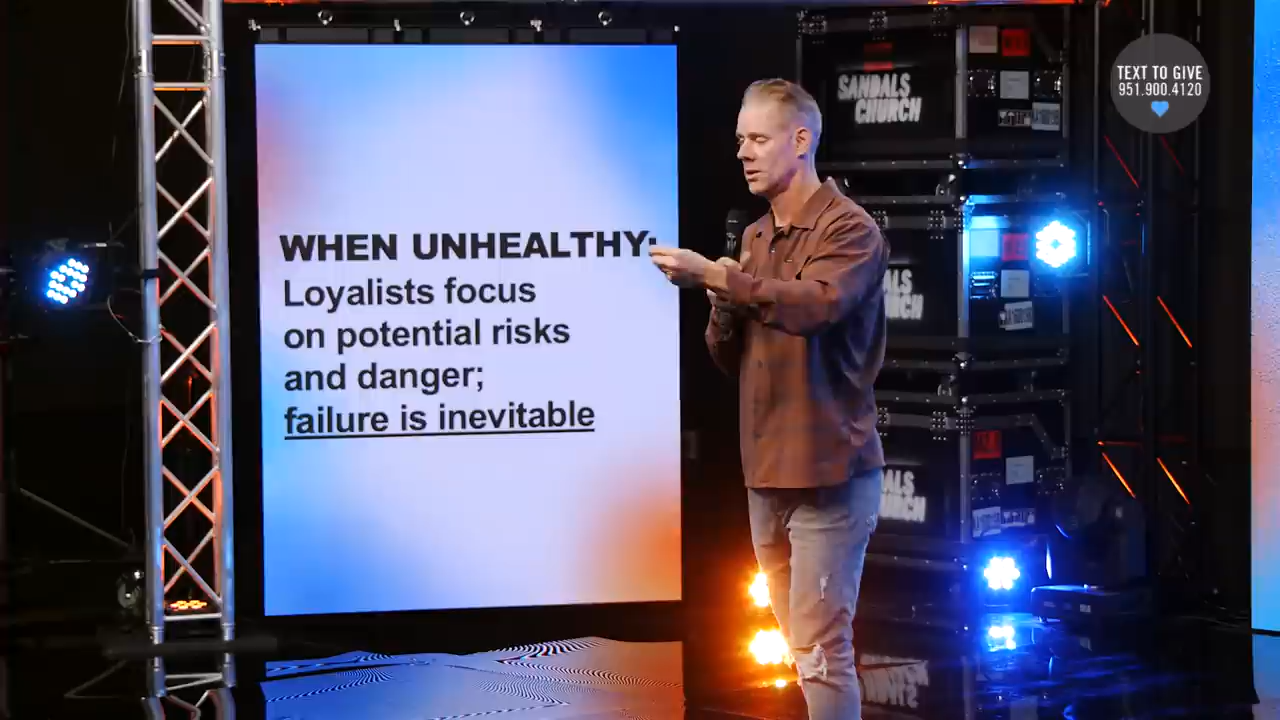 WHEN UNHEALTHY:
Loyalists focus
on potential risks
and danger;
failure is inevitable
SANDALS
CHURCH
TEXT TO GIVE
951.900.4120